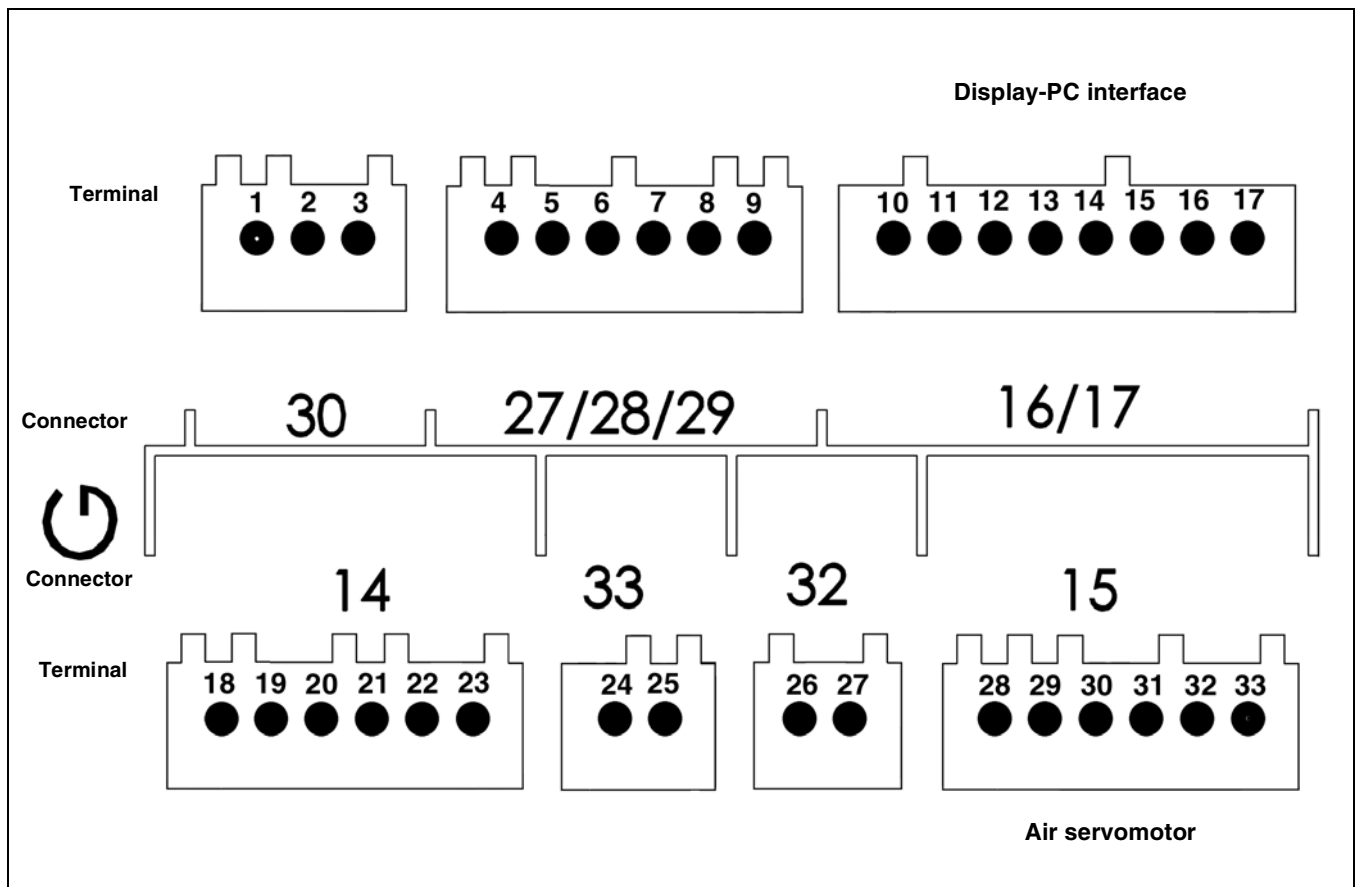 Display-PC interface
Terminal
1 2 3 4 5 6 7 8 9 10 11 12 13 14 15 16 17
Connector
30 27/28/29 16/17
Connector
14 33 32 15
Terminal
18 19 20 21 22 23 24 25 26 27 28 29 30 31 32 33
Air servomotor